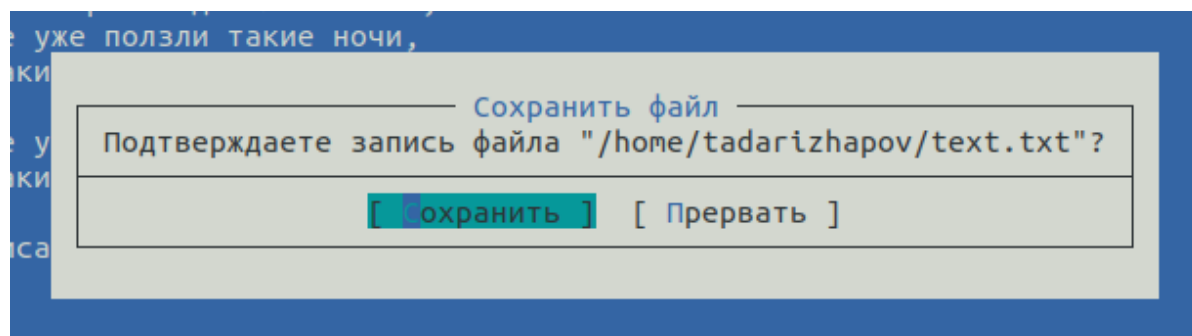 уже ползли такие ночи,
Сохранить файл
Подтверждаете запись файла "/home/tadarizhapov/text.txt"?
[ Сохранить ] [ Прервать ]